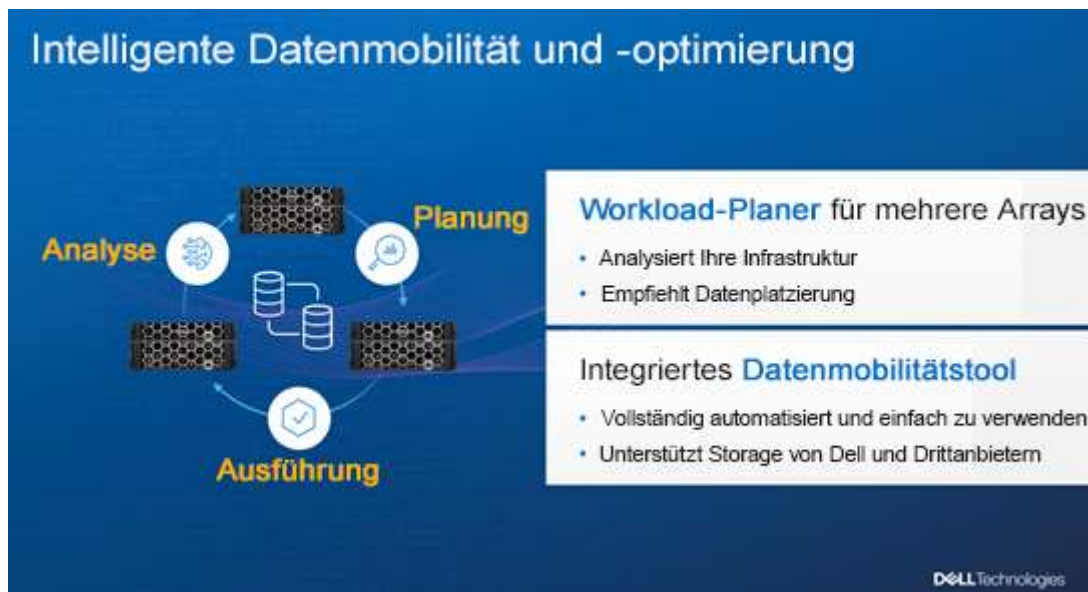 Intelligente Datenmobilität und -optimierung
Analyse
Planung
Ausführung
Workload-Planer für mehrere Arrays
• Analysiert Ihre Infrastruktur
• Empfiehlt Datenplatzierung
Integriertes Datenmobilitätstool
• Vollständig automatisiert und einfach zu verwenden
• Unterstützt Storage von Dell und Drittanbietern
DELL Technologies